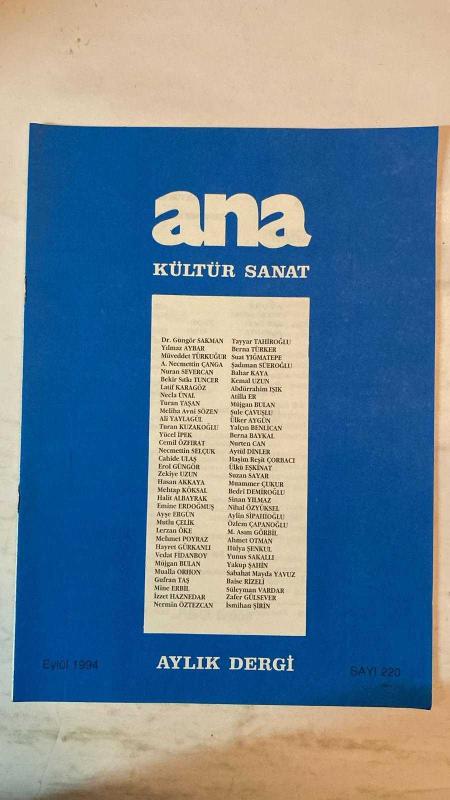 ana
KÜLTÜR SANAT
Dr. Güngör SAKMAN
Yılmaz AYBAR
Müveddet TÜRKUĞUR
A. Necmettin ÇANGA
Nuran SEVERCAN
Bekir Sıtkı TUNCER
Latif KARAGÖZ
Necla ÜNAL
Turan TAŞAN
Meliha Avni SÖZEN
Ali YAYLAGÜL
Turan KUZAKOĞLU
Yücel İPEK
Cemil ÖZFIRAT
Necmettin SELÇUK
Cahide ULAŞ
Erol GÜNGÖR
Zekiye UZUN
Hasan AKKAYA
Mehtap KÖKSAL
Halit ALBAYRAK
Emine ERDOĞMUŞ
Ayşe ERGÜN
Mutlu ÇELİK
Lerzan ÖKE
Mehmet POYRAZ
Hayret GÜRKANLI
Vedat FİDANBOY
Müjgan BULAN
Mualla ORHON
Gufran TAŞ
Mine ERBİL
İzzet HAZNEDAR
Nermin ÖZTEZCAN
Tayyar TAHİROĞLU
Berna TÜRKER
Suat YIĞMATEPE
Şadıman SÜEROĞLU
Bahar KAYA
Kemal UZUN
Abdürrahim IŞIK
Atilla ER
Müjgan BULAN
Şule ÇAVUŞLU
Ülker AYGÜN
Yalçın BENLİCAN
Berna BAYKAL
Nurten CAN
Aytül DİNLER
Haşim Reşit ÇORBACI
Ülkü EŞKİNAT
Suzan SAYAR
Muammer ÇUKUR
Bedri DEMİROĞLU
Sinan YILMAZ
Nihal ÖZYÜKSEL
Aylin SİPAHİOĞLU
Özlem ÇAPANOĞLU
M. Asım GÖRBİL
Ahmet OTMAN
Hülya ŞENKUL
Yunus SAKALLI
Yakup ŞAHİN
Sabahat Mayda YAVUZ
Baise RİZELİ
Süleyman VARDAR
Zafer GÜLSEVER
İsmihan ŞİRİN
Eylül 1994
AYLIK DERGİ
SAYI 220